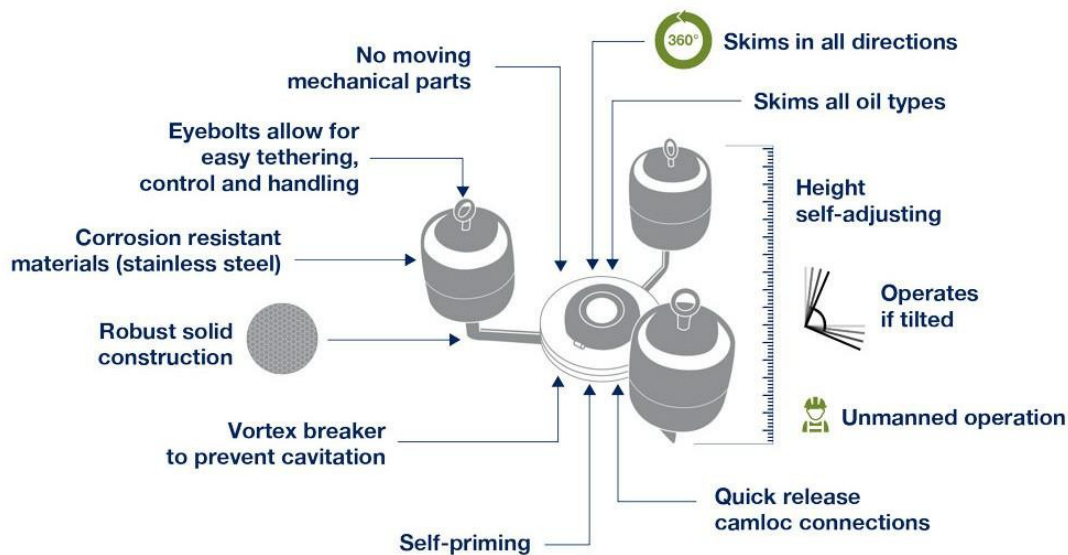 360°
Skims in all directions
No moving
mechanical parts
Skims all oil types
Eyebolts allow for
easy tethering,
control and handling
Height
self-adjusting
Corrosion resistant
materials (stainless steel)
Operates
if tilted
Robust solid
construction
Unmanned operation
Vortex breaker
to prevent cavitation
Quick release
camloc connections
Self-priming